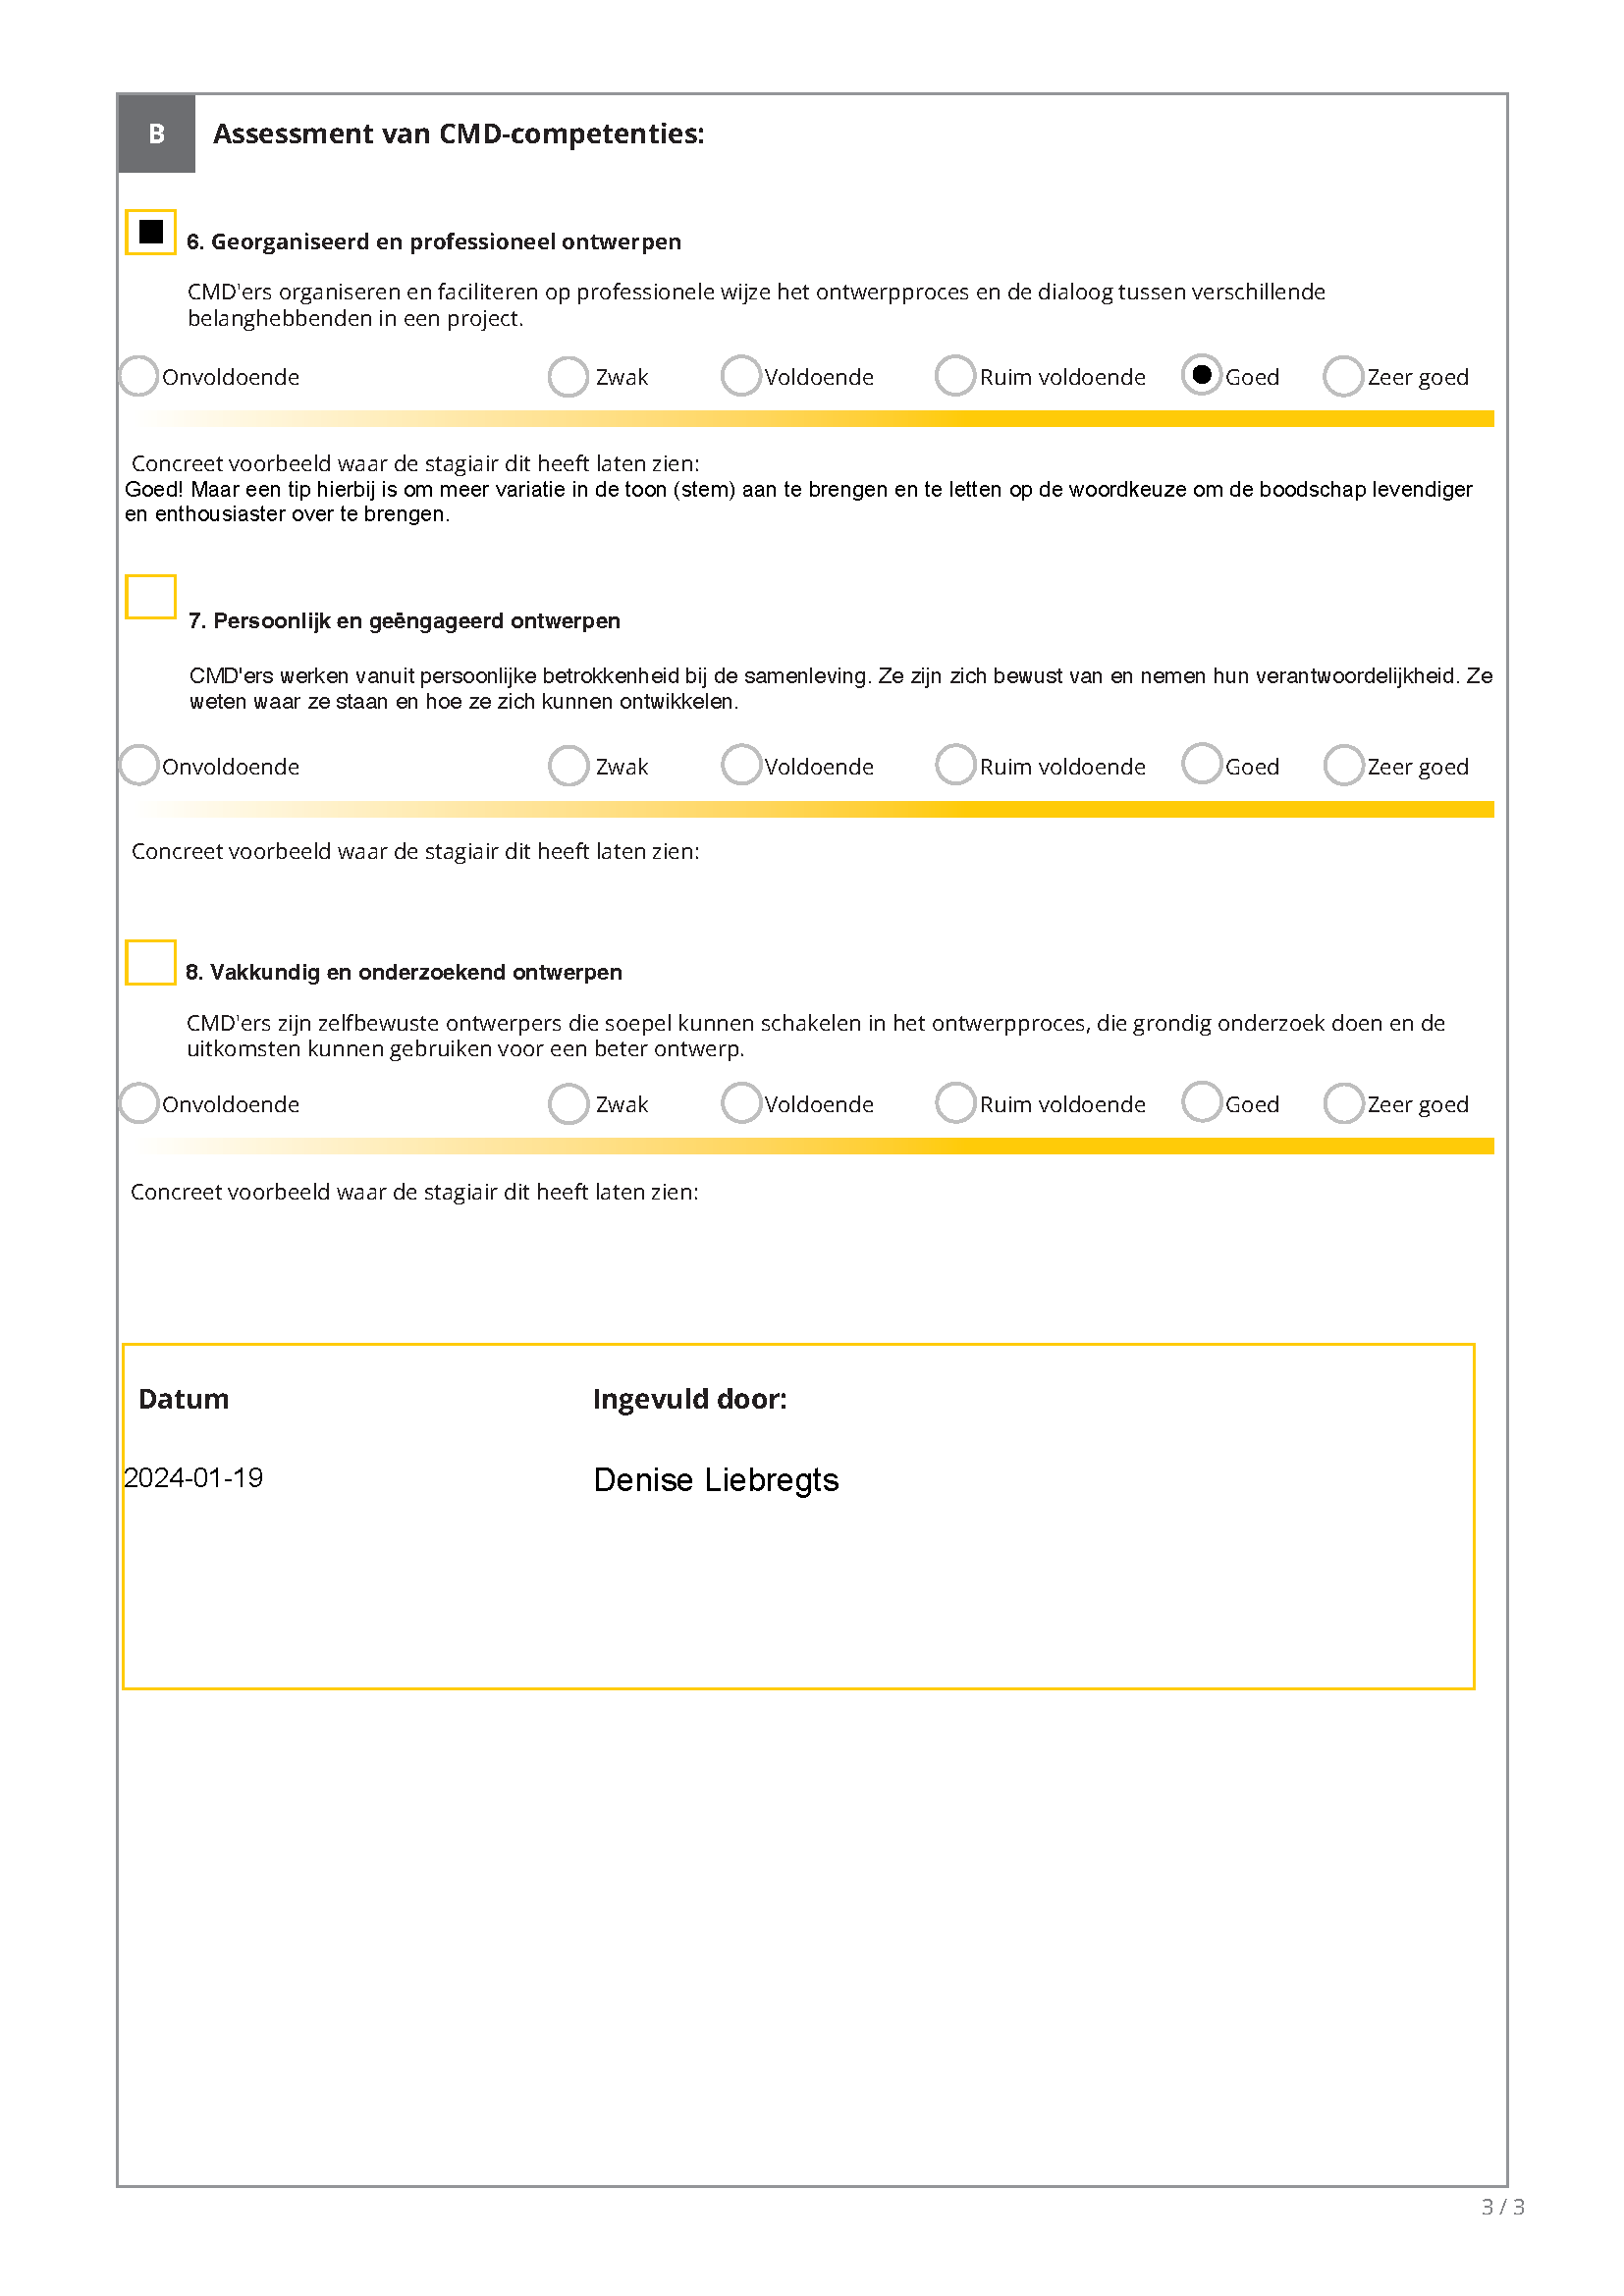 B Assessment van CMD-competenties:
6. Georganiseerd en professioneel ontwerpen
CMD'ers organiseren en faciliteren op professionele wijze het ontwerpproces en de dialoog tussen verschillende
belanghebbenden in een project.
Onvoldoende Zwak Voldoende Ruim voldoende Goed Zeer goed
Concreet voorbeeld waar de stagiair dit heeft laten zien:
Goed! Maar een tip hierbij is om meer variatie in de toon (stem) aan te brengen en te letten op de woordkeuze om de boodschap levendiger
en enthousiaster over te brengen.
7. Persoonlijk en geëngageerd ontwerpen
CMD'ers werken vanuit persoonlijke betrokkenheid bij de samenleving. Ze zijn zich bewust van en nemen hun verantwoordelijkheid. Ze
weten waar ze staan en hoe ze zich kunnen ontwikkelen.
Onvoldoende Zwak Voldoende Ruim voldoende Goed Zeer goed
Concreet voorbeeld waar de stagiair dit heeft laten zien:
8. Vakkundig en onderzoekend ontwerpen
CMD'ers zijn zelfbewuste ontwerpers die soepel kunnen schakelen in het ontwerpproces, die grondig onderzoek doen en de
uitkomsten kunnen gebruiken voor een beter ontwerp.
Onvoldoende Zwak Voldoende Ruim voldoende Goed Zeer goed
Concreet voorbeeld waar de stagiair dit heeft laten zien:
Datum Ingevuld door:
2024-01-19 Denise Liebregts
3 / 3